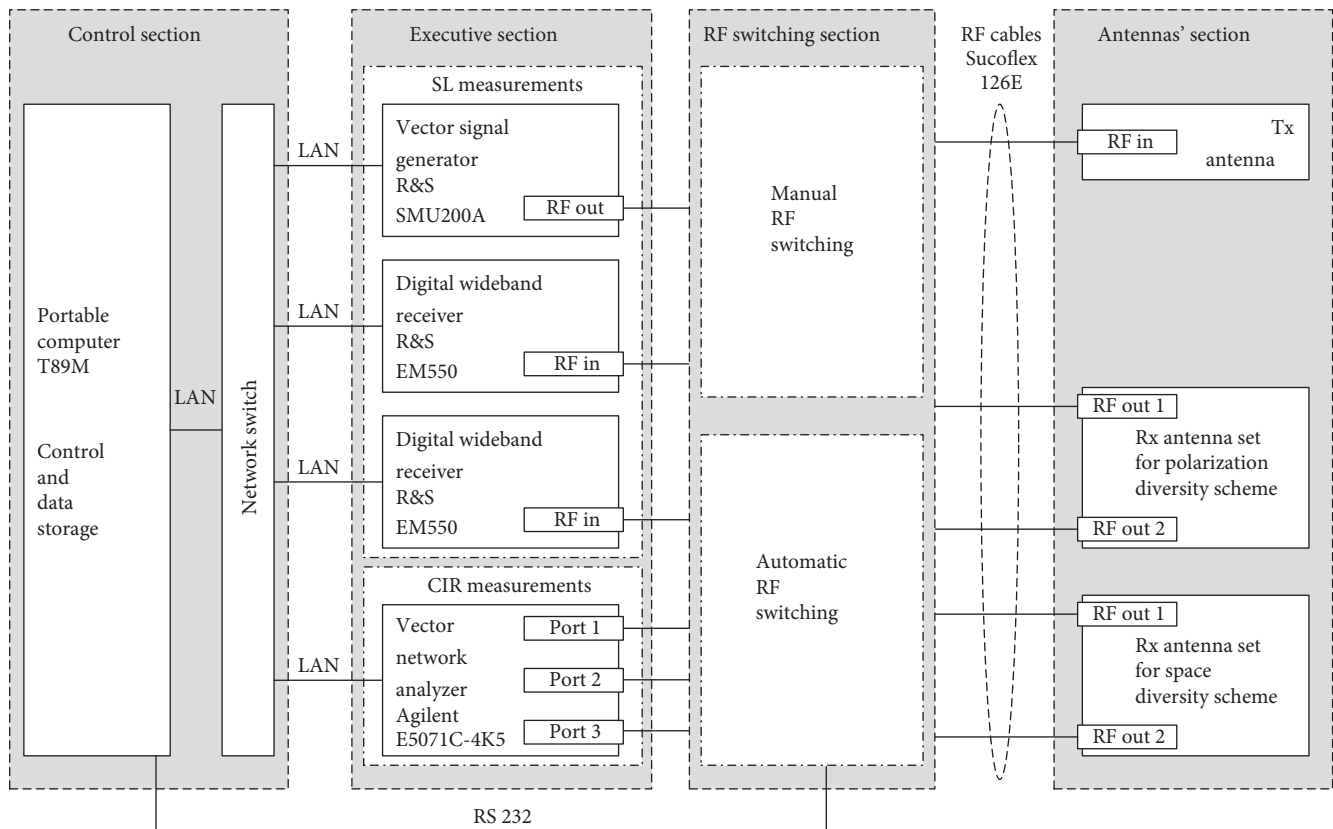 Control section
Portable
computer
T89M
Control
and
data
storage
LAN
Network switch
LAN
LAN
LAN
LAN
Executive section
SL measurements
Vector signal
generator
R&S
SMU200A
RF out
Digital wideband
receiver
R&S
EM550
RF in
Digital wideband
receiver
R&S
EM550
RF in
CIR measurements
Vector
network
analyzer
Agilent
E5071C-4K5
Port 1
Port 2
Port 3
RF switching section
Manual
RF
switching
Automatic
RF
switching
RF cables
Sucoflex
126E
Antennas' section
RF in
Tx
antenna
RF out 1
Rx antenna set
for polarization
diversity scheme
RF out 2
RF out 1
Rx antenna set
for space
diversity scheme
RF out 2
RS 232